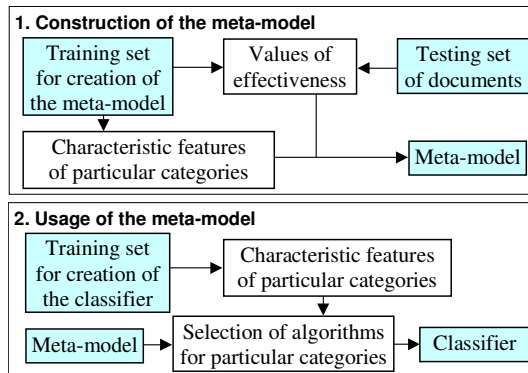 1. Construction of the meta-model
Training set
for creation of
the meta-model
Values of
effectiveness
Testing set
of documents
Characteristic features
of particular categories
Meta-model
2. Usage of the meta-model
Training set
for creation of
the classifier
Characteristic features
of particular categories
Meta-model
Selection of algorithms
for particular categories
Classifier